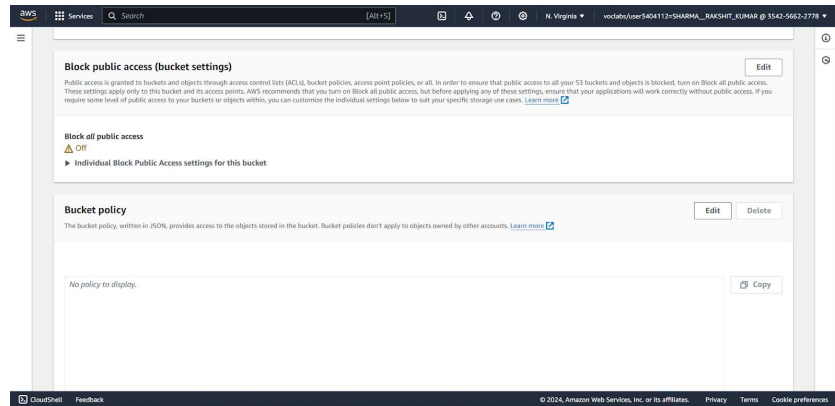 aws
Services
Search
[Alt+S]
N. Virginia
voclabs/user3404112=SHARMA__RAKSHIT_KUMAR @ 3542-5662-2778
Block public access (bucket settings)
Edit
Public access is granted to buckets and objects through access control lists (ACLs), bucket policies, access point policies, or all. In order to ensure that public access to all your S3 buckets and objects is blocked, turn on Block all public access.
These settings apply only to this bucket and its access points. AWS recommends that you turn on Block all public access, but before applying any of these settings, ensure that your applications will work correctly without public access. If you
require some level of public access to your buckets or objects within, you can customize the individual settings below to suit your specific storage use cases. Learn more
Block all public access
Off
Individual Block Public Access settings for this bucket
Bucket policy
Edit
Delete
The bucket policy, written in JSON, provides access to the objects stored in the bucket. Bucket policies don't apply to objects owned by other accounts. Learn more
No policy to display.
Copy
CloudShell
Feedback
© 2024, Amazon Web Services, Inc. or its affiliates.
Privacy
Terms
Cookie preferences